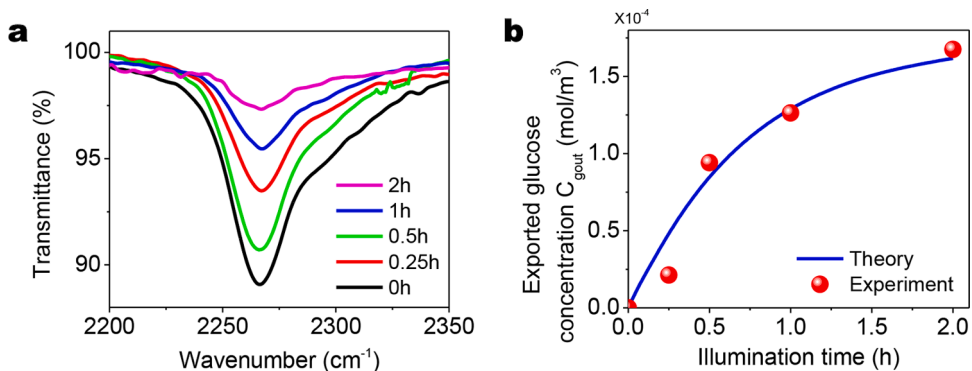 a
100
95
90
Transmittance (%)
2h
1h
0.5h
0.25h
0h
2200
2250
2300
2350
Wavenumber (cm⁻¹)
b
X10⁻⁴
1.5
1.0
0.5
0.0
Exported glucose
concentration C_gout (mol/m³)
Theory
Experiment
0.0
0.5
1.0
1.5
2.0
Illumination time (h)